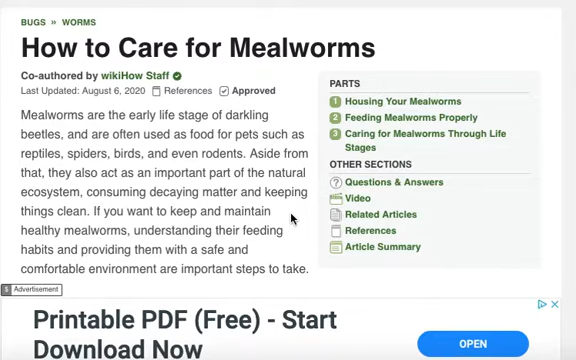 BUGS » WORMS
How to Care for Mealworms
Co-authored by wikiHow Staff
Last Updated: August 6, 2020 References Approved
Mealworms are the early life stage of darkling
beetles, and are often used as food for pets such as
reptiles, spiders, birds, and even rodents. Aside from
that, they also act as an important part of the natural
ecosystem, consuming decaying matter and keeping
things clean. If you want to keep and maintain
healthy mealworms, understanding their feeding
habits and providing them with a safe and
comfortable environment are important steps to take.
PARTS
1 Housing Your Mealworms
2 Feeding Mealworms Properly
3 Caring for Mealworms Through Life
Stages
OTHER SECTIONS
Questions & Answers
Video
Related Articles
References
Article Summary
$ Advertisement
Printable PDF (Free) - Start
Download Now
OPEN